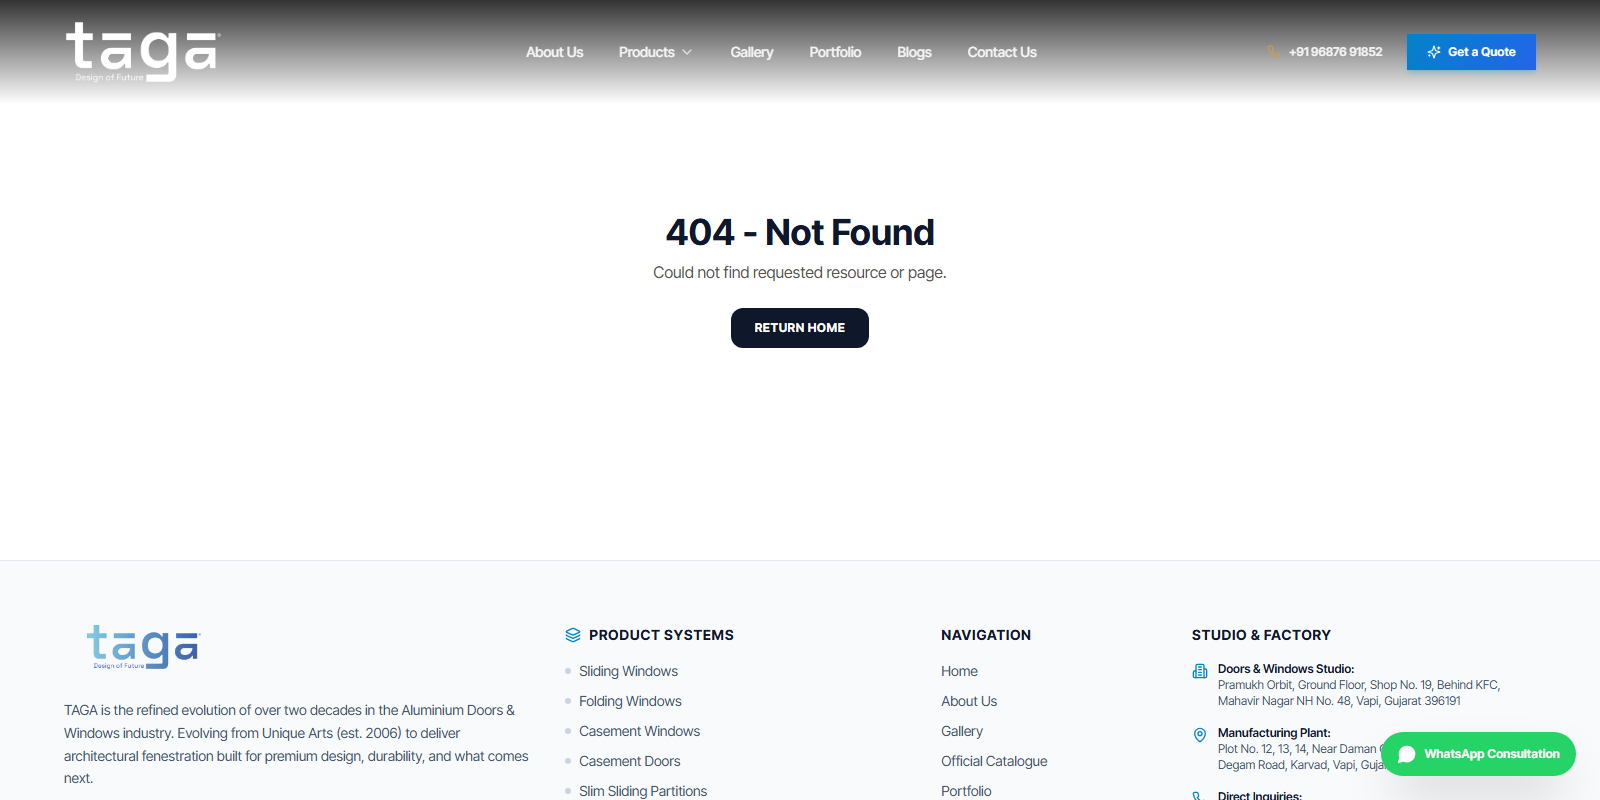 taga
Design of Future
About Us
Products
Gallery
Portfolio
Blogs
Contact Us
+91 96876 91852
Get a Quote
404 - Not Found
Could not find requested resource or page.
RETURN HOME
taga
Design of Future
TAGA is the refined evolution of over two decades in the Aluminium Doors &
Windows industry. Evolving from Unique Arts (est. 2006) to deliver
architectural fenestration built for premium design, durability, and what comes
next.
PRODUCT SYSTEMS
Sliding Windows
Folding Windows
Casement Windows
Casement Doors
Slim Sliding Partitions
NAVIGATION
Home
About Us
Gallery
Official Catalogue
Portfolio
STUDIO & FACTORY
Doors & Windows Studio:
Pramukh Orbit, Ground Floor, Shop No. 19, Behind KFC,
Mahavir Nagar NH No. 48, Vapi, Gujarat 396191
Manufacturing Plant:
Plot No. 12, 13, 14, Near Daman
Degam Road, Karvad, Vapi,
Direct Inquiries:
WhatsApp Consultation